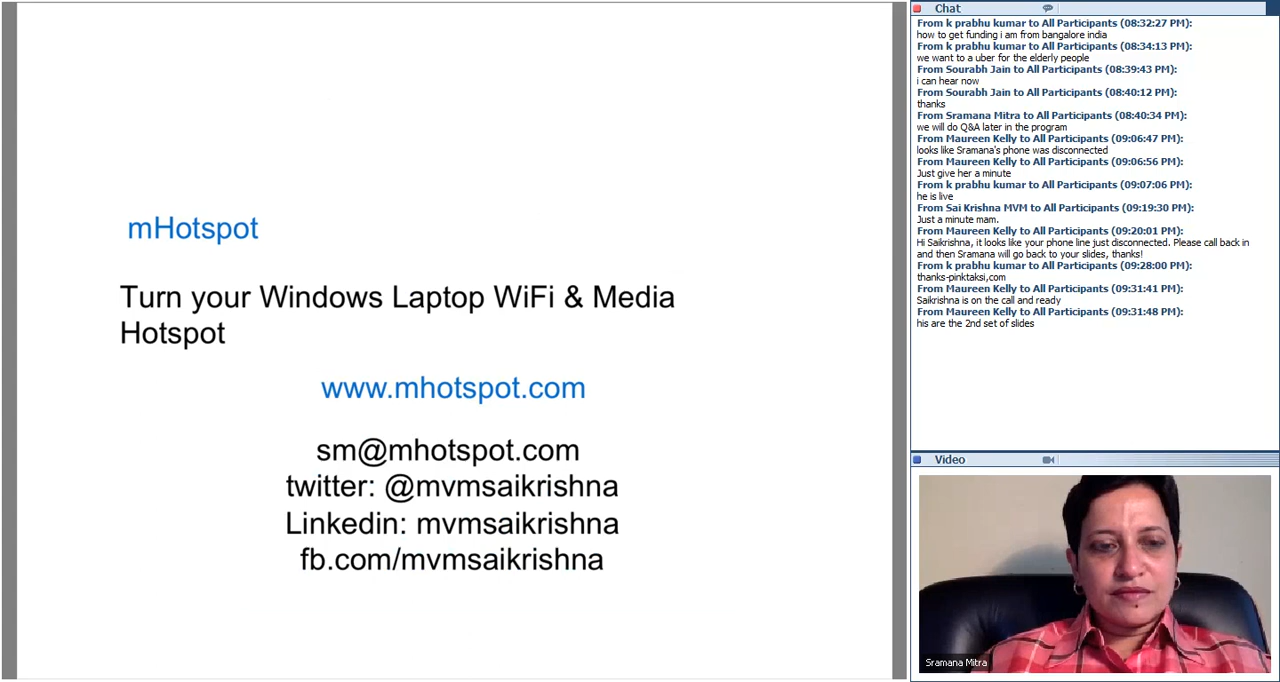 mHotspot
Turn your Windows Laptop WiFi & Media
Hotspot
www.mhotspot.com
sm@mhotspot.com
twitter: @mvmsaikrishna
Linkedin: mvmsaikrishna
fb.com/mvmsaikrishna
Chat
From k prabhu kumar to All Participants (08:32:27 PM):
how to get funding i am from bangalore india
From k prabhu kumar to All Participants (08:34:13 PM):
we want to a uber for the elderly people
From Sourabh Jain to All Participants (08:39:43 PM):
i can hear now
From Sourabh Jain to All Participants (08:40:12 PM):
thanks
From Sramana Mitra to All Participants (08:40:34 PM):
we will do Q&A later in the program
From Maureen Kelly to All Participants (09:06:47 PM):
looks like Sramana's phone was disconnected
From Maureen Kelly to All Participants (09:06:56 PM):
Just give her a minute
From k prabhu kumar to All Participants (09:07:06 PM):
he is live
From Sai Krishna MVM to All Participants (09:19:30 PM):
Just a minute mam.
From Maureen Kelly to All Participants (09:20:01 PM):
Hi Saikrishna, it looks like your phone line just disconnected. Please call back in
and then Sramana will go back to your slides, thanks!
From k prabhu kumar to All Participants (09:28:00 PM):
thanks-pinktaksi,com
From Maureen Kelly to All Participants (09:31:41 PM):
Saikrishna is on the call and ready
From Maureen Kelly to All Participants (09:31:48 PM):
his are the 2nd set of slides
Video
Sramana Mitra